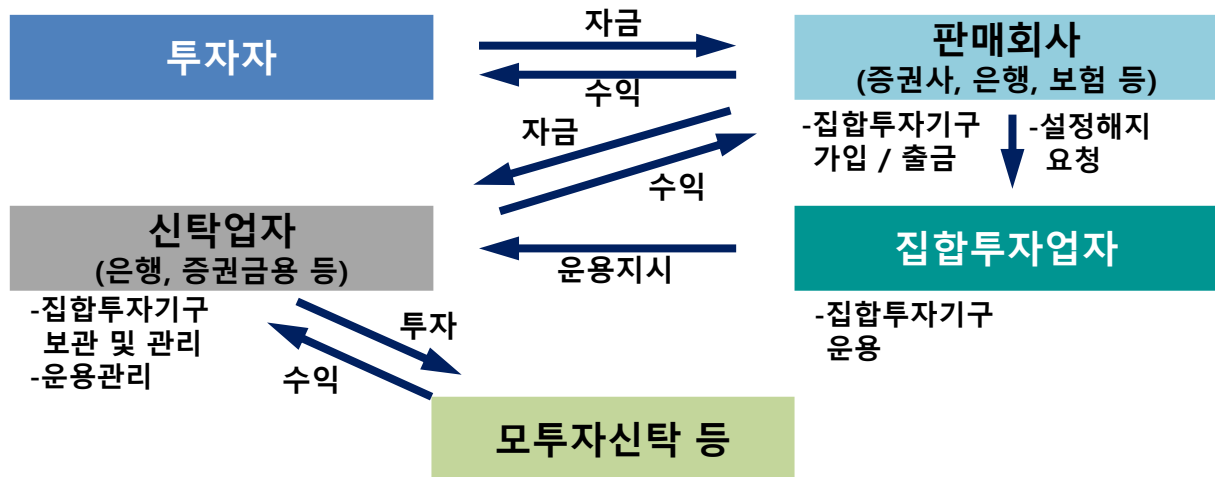 투자자
자금
수익
판매회사
(증권사, 은행, 보험 등)
자금
수익
-집합투자기구
가입 / 출금
-설정해지
요청
신탁업자
(은행, 증권금용 등)
운용지시
집합투자업자
-집합투자기구
보관 및 관리
-운용관리
투자
수익
-집합투자기구
운용
모투자신탁 등